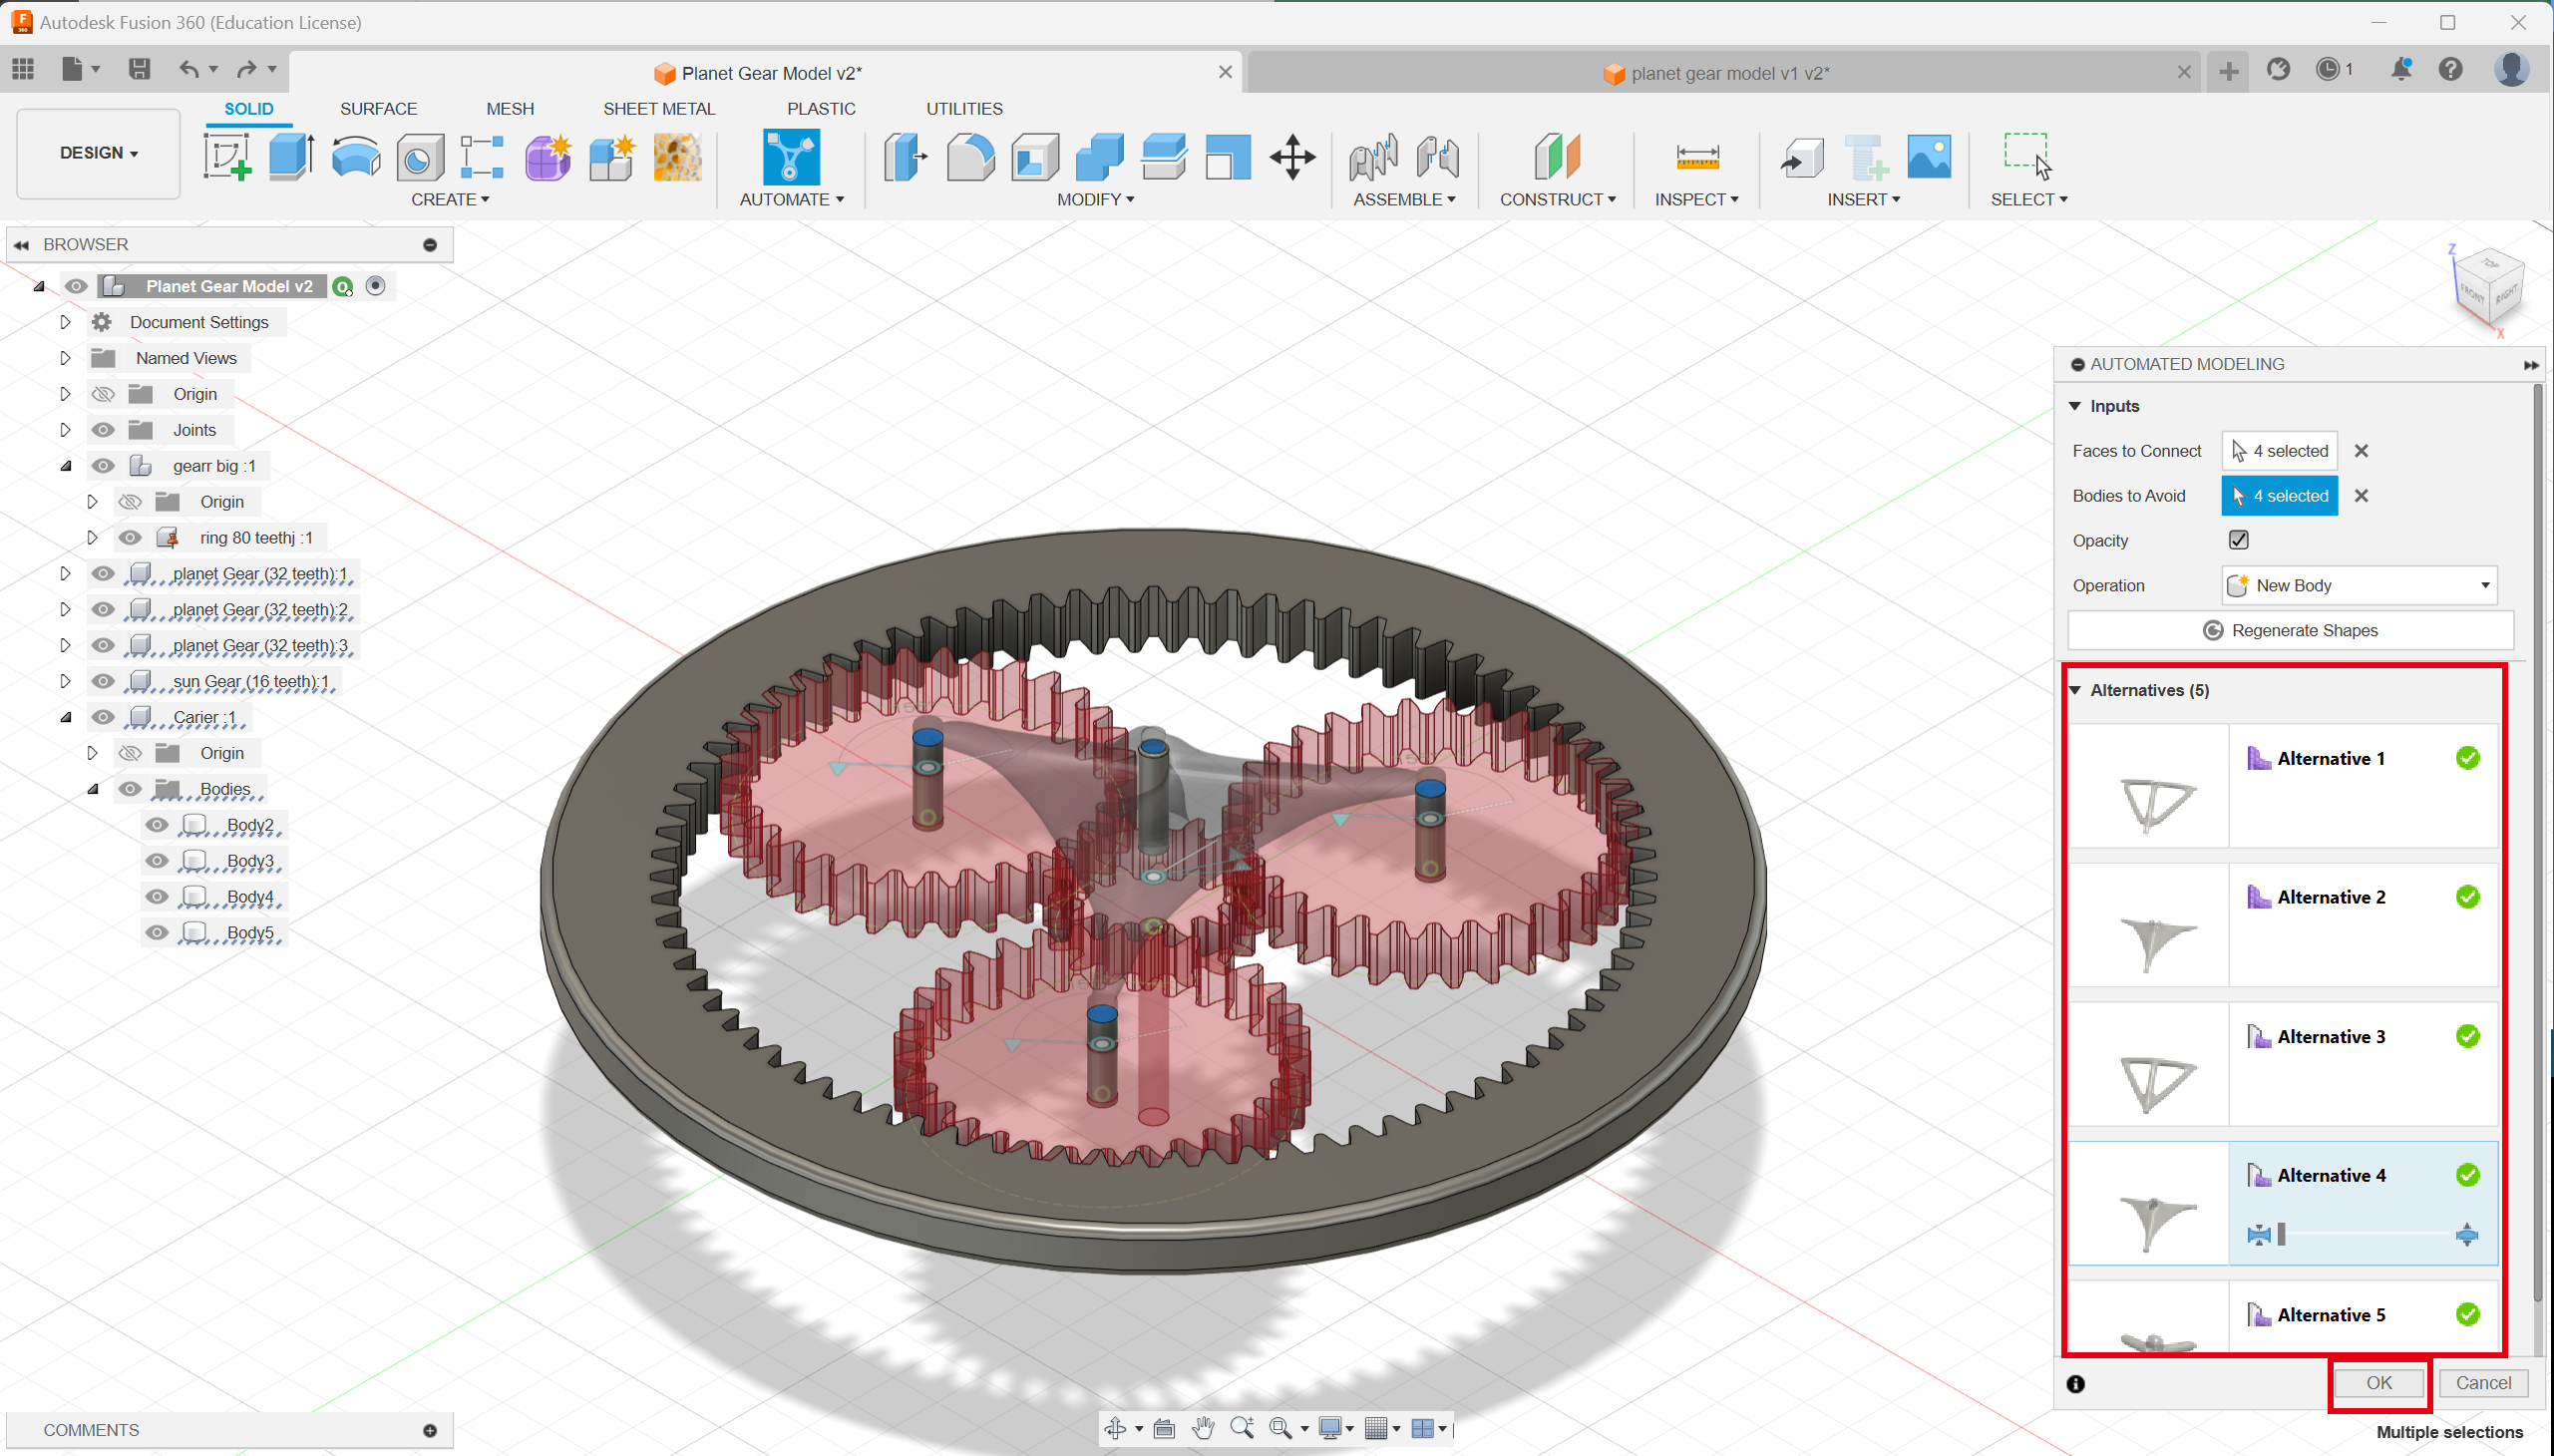 Autodesk Fusion 360 (Education License)
Planet Gear Model v2*
planet gear model v1 v2*
1
SOLID SURFACE MESH SHEET METAL PLASTIC UTILITIES
DESIGN
CREATE AUTOMATE MODIFY ASSEMBLE CONSTRUCT INSPECT INSERT SELECT
BROWSER
Planet Gear Model v2
Document Settings
Named Views
Origin
Joints
gearr big :1
Origin
ring 80 teethj :1
planet Gear (32 teeth):1
planet Gear (32 teeth):2
planet Gear (32 teeth):3
sun Gear (16 teeth):1
Carier :1
Origin
Bodies
Body2
Body3
Body4
Body5
Z
TOP
FRONT
RIGHT
X
AUTOMATED MODELING
Inputs
Faces to Connect 4 selected
Bodies to Avoid 4 selected
Opacity
Operation New Body
Regenerate Shapes
Alternatives (5)
Alternative 1
Alternative 2
Alternative 3
Alternative 4
Alternative 5
OK Cancel
COMMENTS
Multiple selections